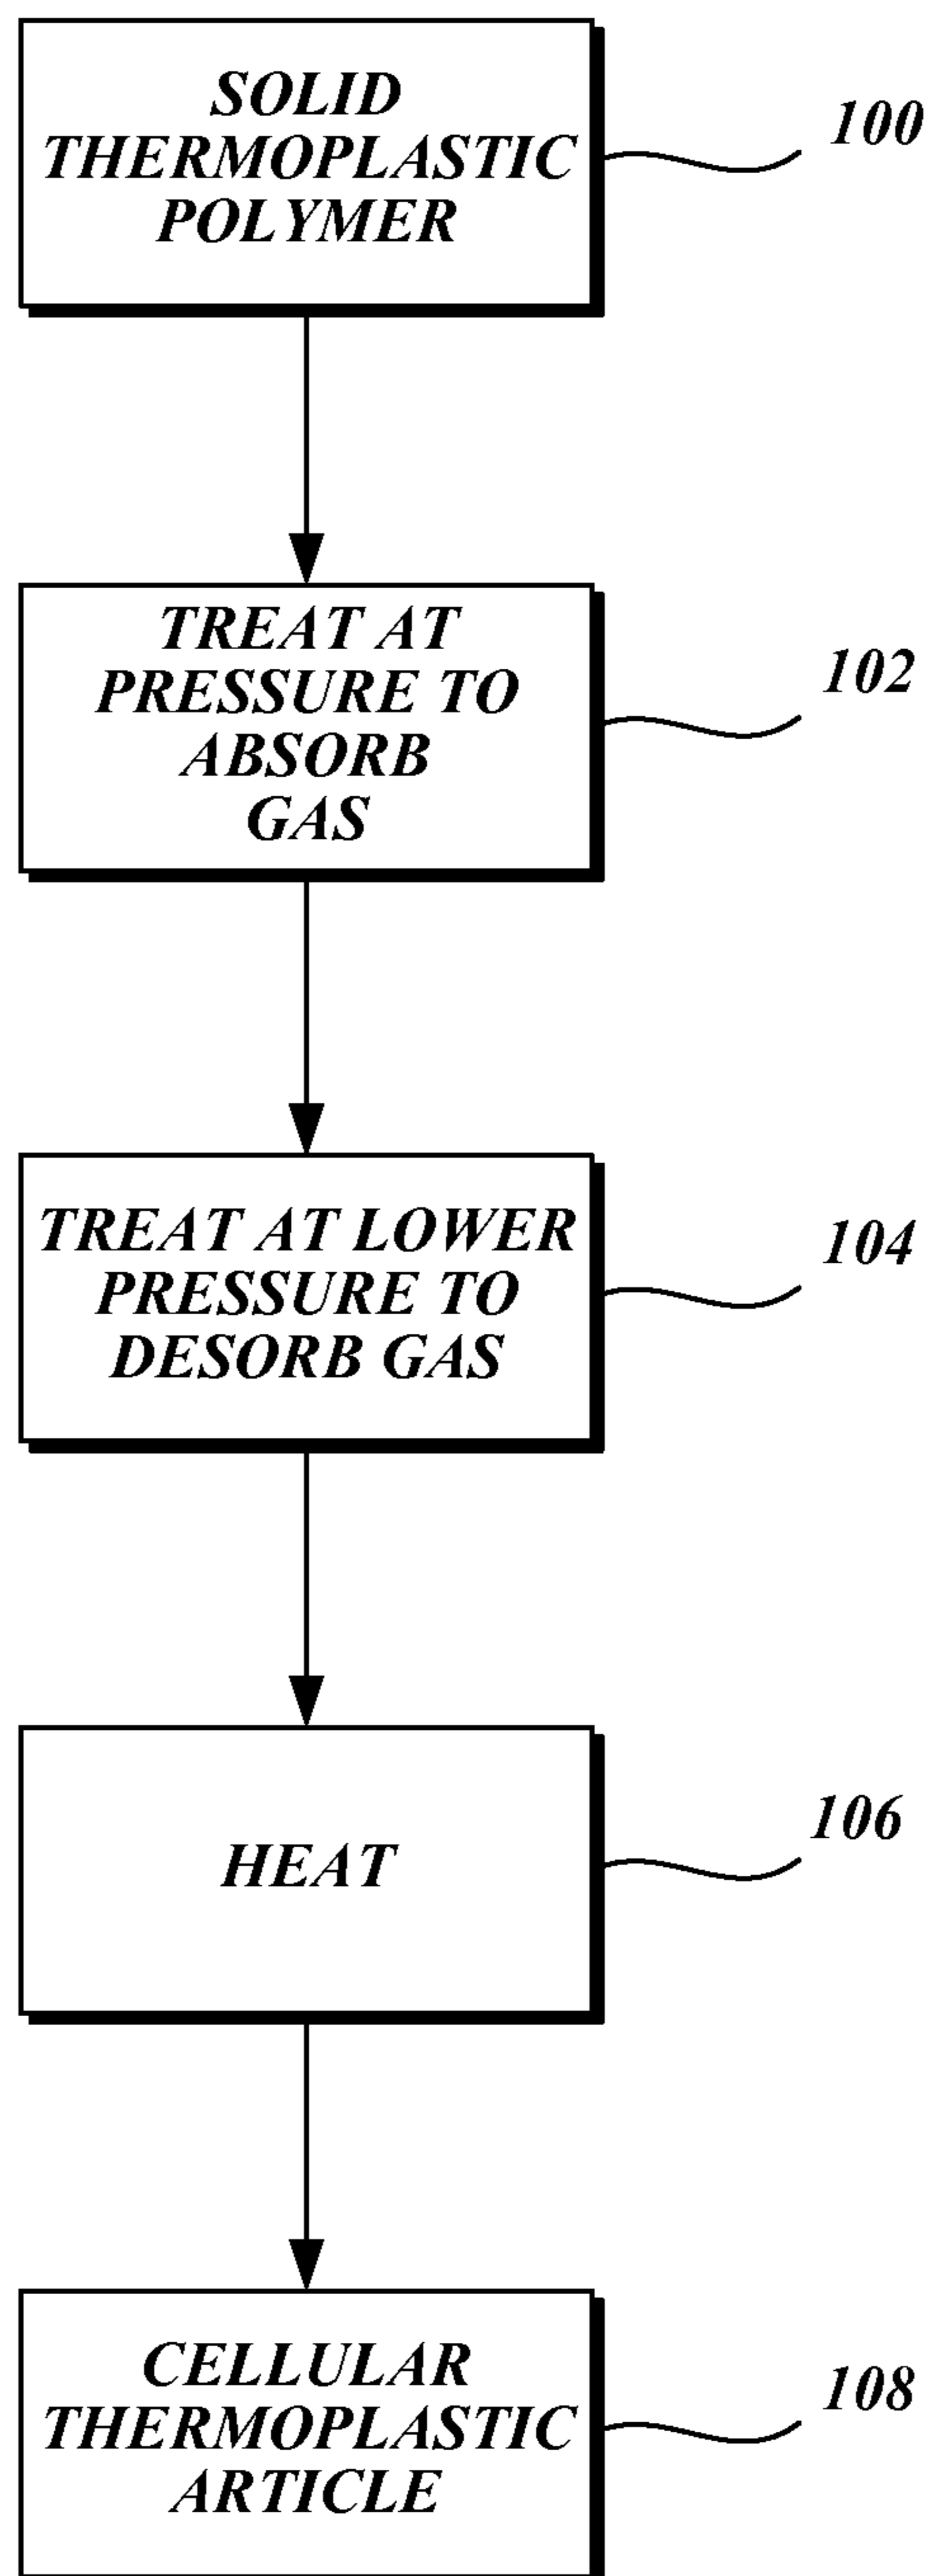 SOLID
THERMOPLASTIC
POLYMER
100
TREAT AT
PRESSURE TO
ABSORB
GAS
102
TREAT AT LOWER
PRESSURE TO
DESORB GAS
104
HEAT
106
CELLULAR
THERMOPLASTIC
ARTICLE
108